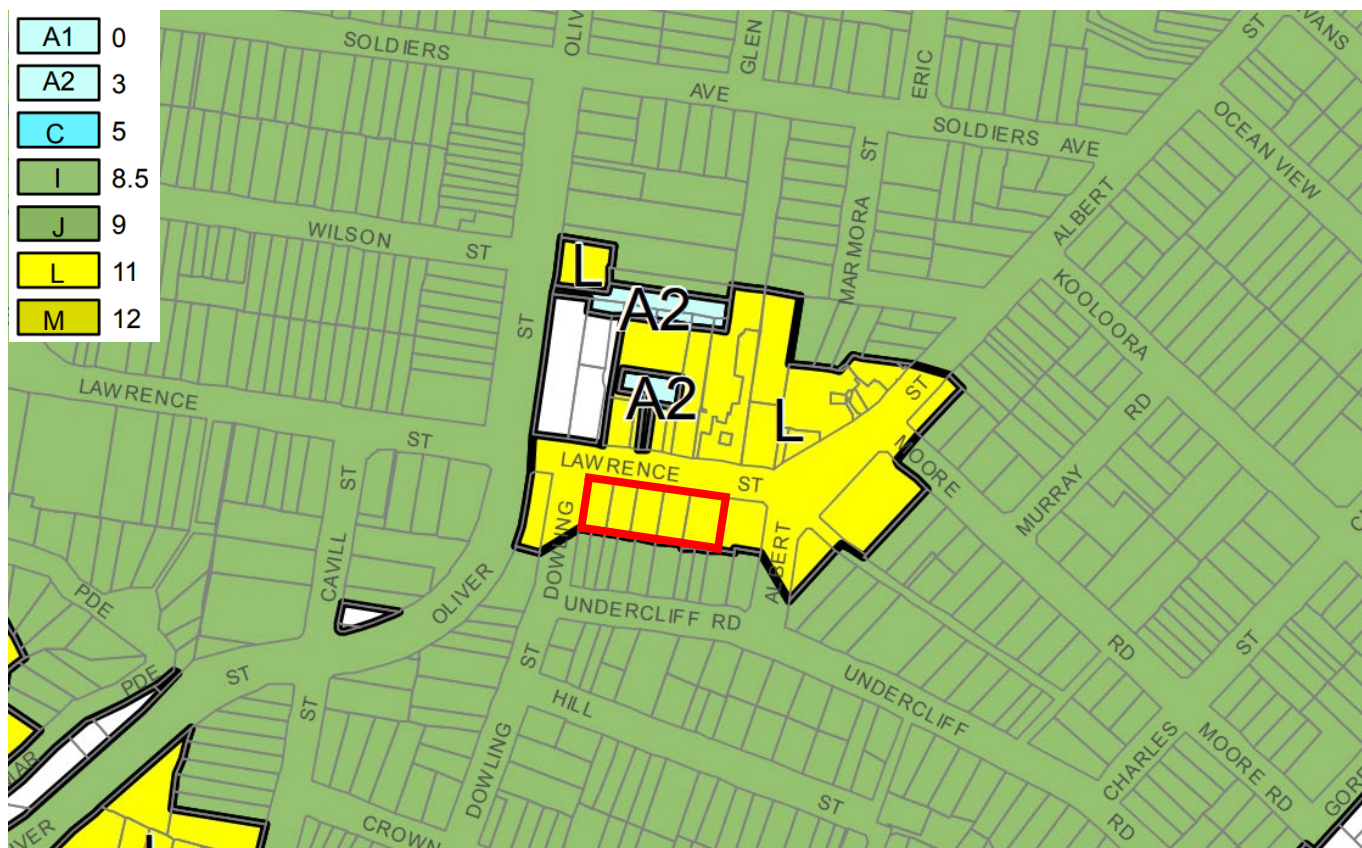 A1 0
A2 3
C 5
I 8.5
J 9
L 11
M 12
SOLDIERS
AVE
SOLDIERS AVE
GLEN
ERIC
ST
OCEAN VIEW
ALBERT
KOOLOORA
MARMORA
ST
WILSON
ST
ST
L
A2
A2
L
LAWRENCE
ST
LAWRENCE
ST
ST
MOORE
MURRAY
RD
CAVILL
ST
DOWLING
ALBERT
OLIVER
UNDERCLIFF RD
RD
ST
PDE
PDE
ST
ST
ST
HILL
ST
UNDERCLIFF
RD
CHARLES
MOORE RD
DOWLING
CROWN